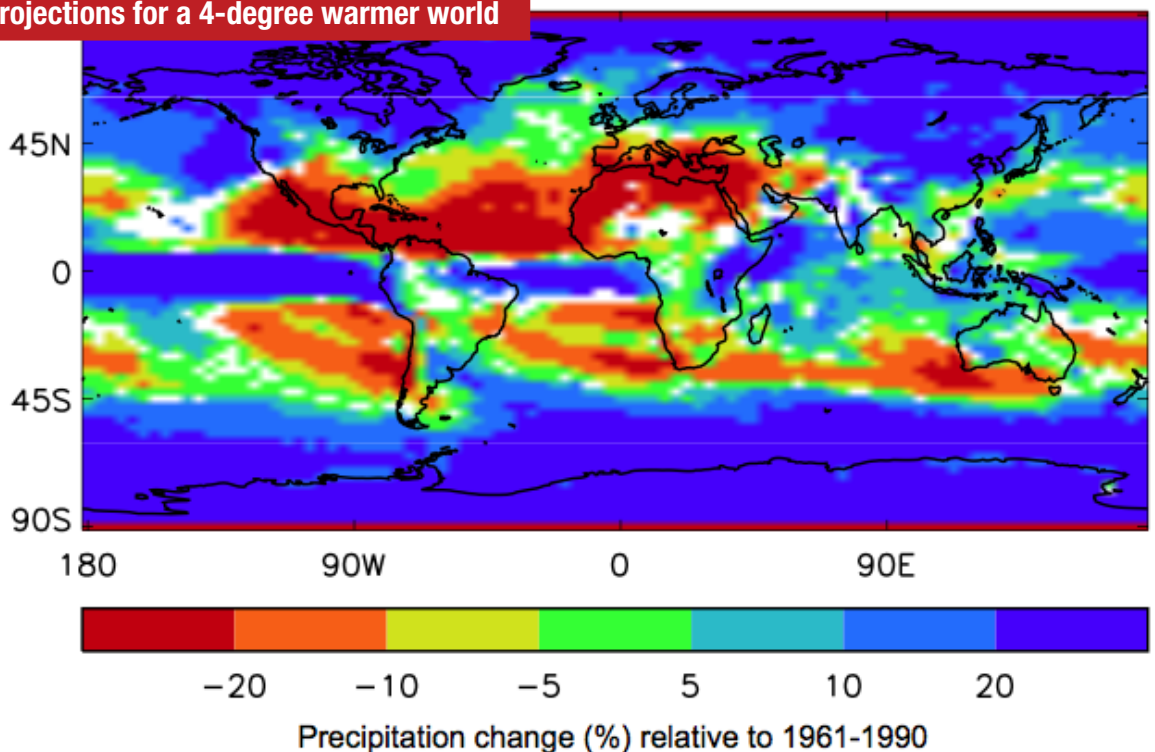 rojections for a 4-degree warmer world
45N
0
45S
90S
180 90W 0 90E
−20 −10 −5 5 10 20
Precipitation change (%) relative to 1961-1990